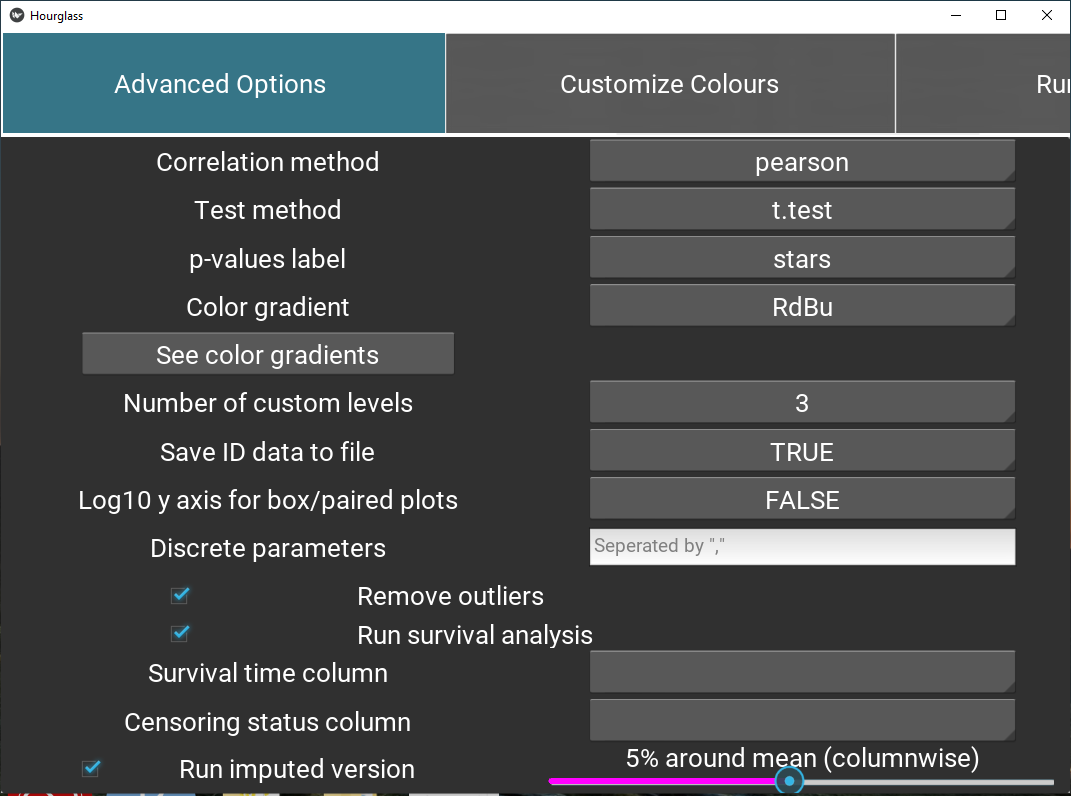 Hourglass
Advanced Options
Customize Colours
Correlation method
pearson
Test method
t.test
p-values label
stars
Color gradient
RdBu
See color gradients
Number of custom levels
3
Save ID data to file
TRUE
Log10 y axis for box/paired plots
FALSE
Discrete parameters
Seperated by ","
Remove outliers
Run survival analysis
Survival time column
Censoring status column
Run imputed version
5% around mean (columnwise)